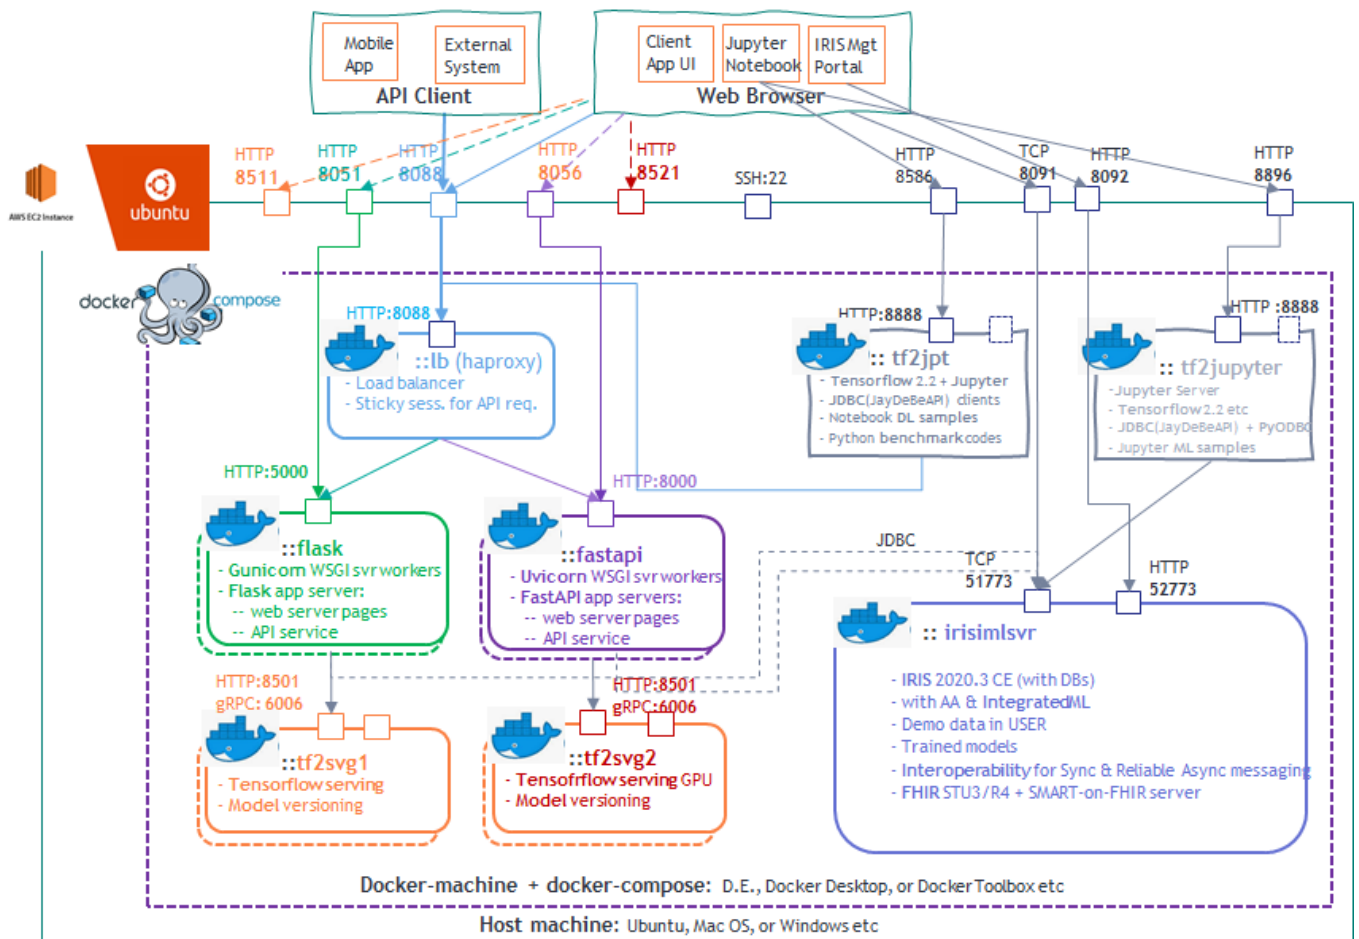 Mobile
App
External
System
API Client
Client
App UI
Jupyter
Notebook
IRIS Mgt
Portal
Web Browser
AWS EC2 Instance
ubuntu
HTTP
8511
HTTP
8051
HTTP
8088
HTTP
8056
HTTP
8521
SSH:22
HTTP
8586
TCP
8091
HTTP
8092
HTTP
8896
docker compose
HTTP:8088
::lb (haproxy)
- Load balancer
- Sticky sess. for API req.
HTTP:8888
:: tf2jpt
- Tensorflow 2.2 + Jupyter
- JDBC(JayDeBeAPI) clients
- Notebook DL samples
- Python benchmark codes
HTTP :8888
:: tf2jupyter
-Jupyter Server
- Tensorflow2.2 etc
- JDBC(JayDeBeAPI) + PyODBC
- Jupyter ML samples
HTTP:5000
::flask
- Gunicorn WSGI svr workers
- Flask app server:
-- web server pages
-- API service
HTTP:8000
::fastapi
- Uvicorn WSGI svr workers
- FastAPI app servers:
-- web server pages
-- API service
JDBC
TCP
51773
HTTP
52773
:: irisimlsvr
- IRIS 2020.3 CE (with DBs)
- with AA & IntegratedML
- Demo data in USER
- Trained models
- Interoperability for Sync & Reliable Async messaging
- FHIR STU3/R4 + SMART-on-FHIR server
HTTP:8501
gRPC: 6006
::tf2svg1
- Tensorflow serving
- Model versioning
HTTP:8501
gRPC:6006
::tf2svg2
- Tensofrflow serving GPU
- Model versioning
Docker-machine + docker-compose: D.E., Docker Desktop, or DockerToolbox etc
Host machine: Ubuntu, Mac OS, or Windows etc